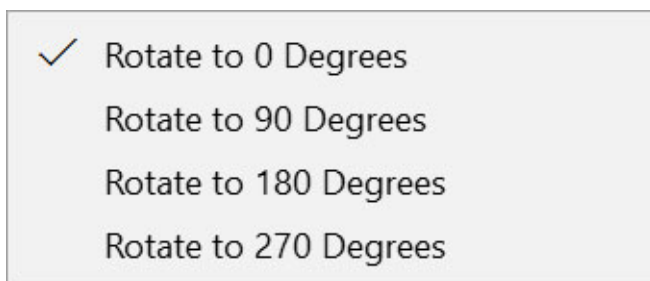 Rotate to 0 Degrees
Rotate to 90 Degrees
Rotate to 180 Degrees
Rotate to 270 Degrees